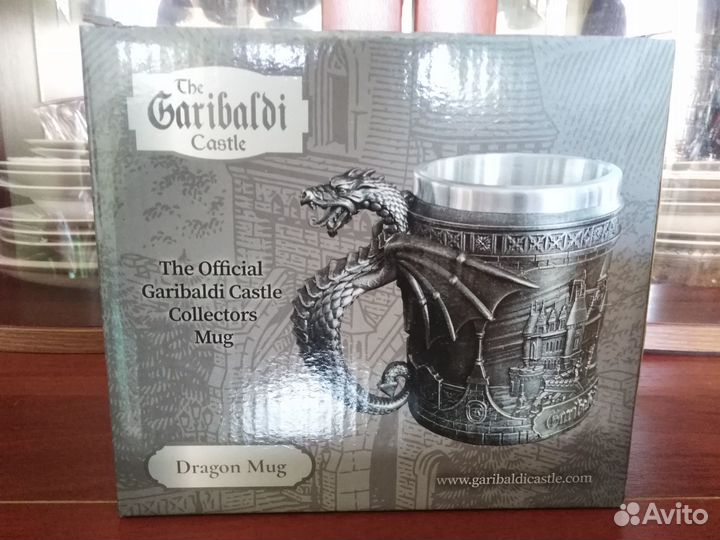 The
Garibaldi
Castle
The Official
Garibaldi Castle
Collectors
Mug
Dragon Mug
www.garibaldicastle.com
Avito